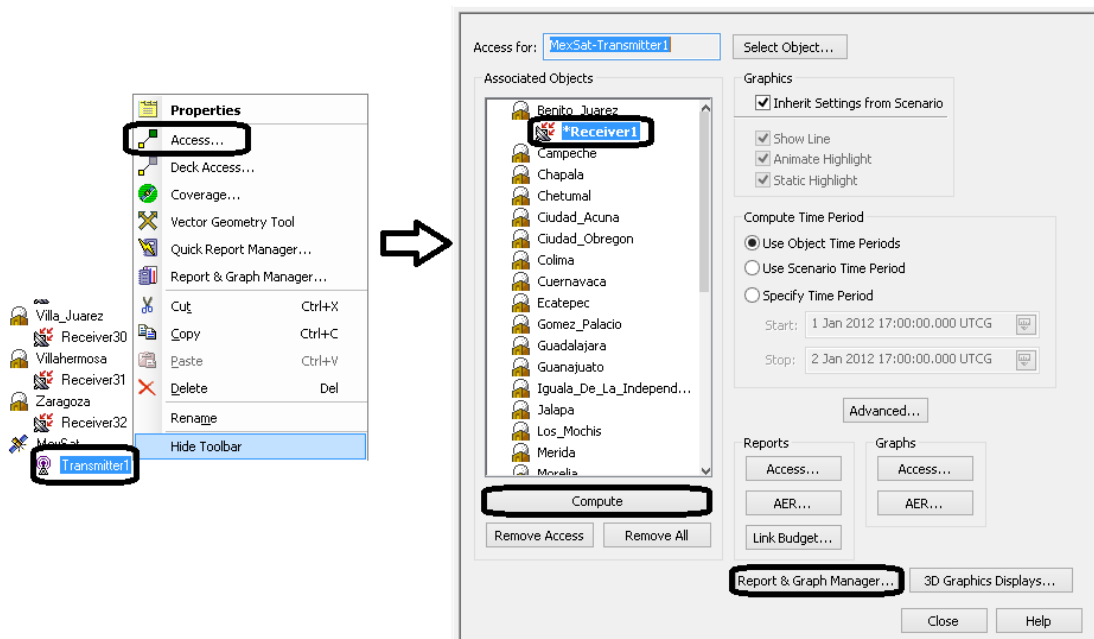 Villa_Juarez
Receiver30
Villahermosa
Receiver31
Zaragoza
Receiver32
MexSat
Transmitter1
Properties
Access...
Deck Access...
Coverage...
Vector Geometry Tool
Quick Report Manager...
Report & Graph Manager...
Cut Ctrl+X
Copy Ctrl+C
Paste Ctrl+V
Delete Del
Rename
Hide Toolbar
Access for: MexSat-Transmitter1 Select Object...
Associated Objects
Benito_Juarez
*Receiver1
Campeche
Chapala
Chetumal
Ciudad_Acuna
Ciudad_Obregon
Colima
Cuernavaca
Ecatepec
Gomez_Palacio
Guadalajara
Guanajuato
Iguala_De_La_Independ...
Jalapa
Los_Mochis
Merida
Morelia
Compute
Remove Access Remove All
Graphics
Inherit Settings from Scenario
Show Line
Animate Highlight
Static Highlight
Compute Time Period
Use Object Time Periods
Use Scenario Time Period
Specify Time Period
Start: 1 Jan 2012 17:00:00.000 UTCG
Stop: 2 Jan 2012 17:00:00.000 UTCG
Advanced...
Reports
Access...
AER...
Link Budget...
Graphs
Access...
AER...
Report & Graph Manager... 3D Graphics Displays...
Close Help